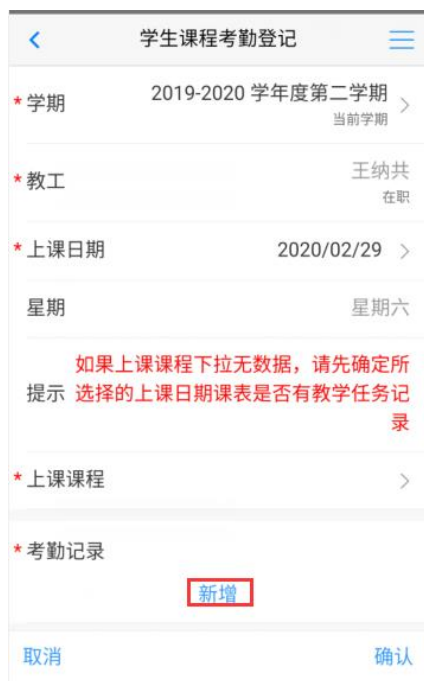 学生课程考勤登记
*学期 2019-2020 学年度第二学期
当前学期
*教工 王纳共
在职
*上课日期 2020/02/29
星期 星期六
如果上课课程下拉无数据，请先确定所
提示 选择的上课日期课表是否有教学任务记
录
*上课课程
*考勤记录
新增
取消 确认